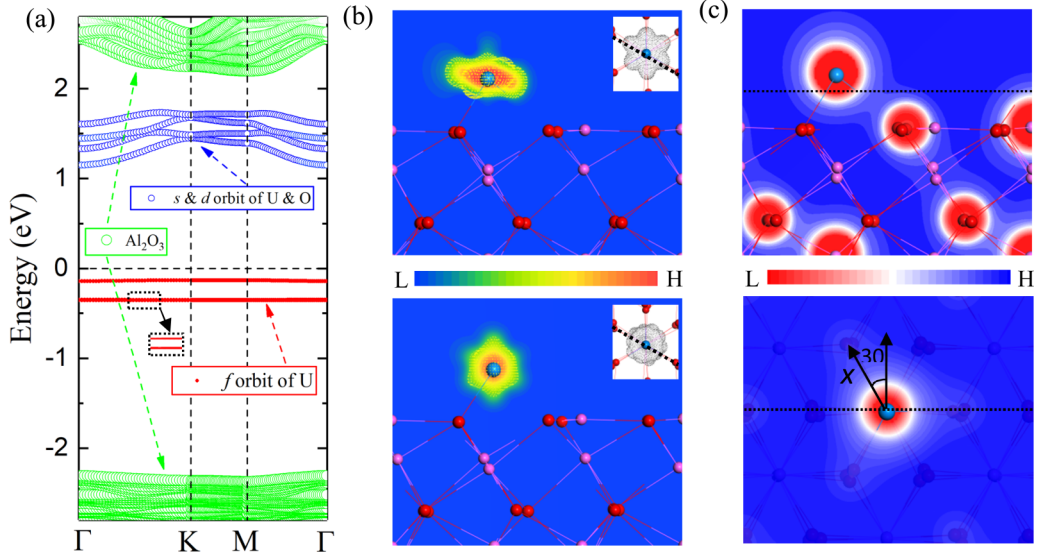 (a)
(b)
(c)
Energy (eV)
2
1
0
-1
-2
s & d orbit of U & O
Al2O3
f orbit of U
Γ K M Γ
L H
L H
x
30